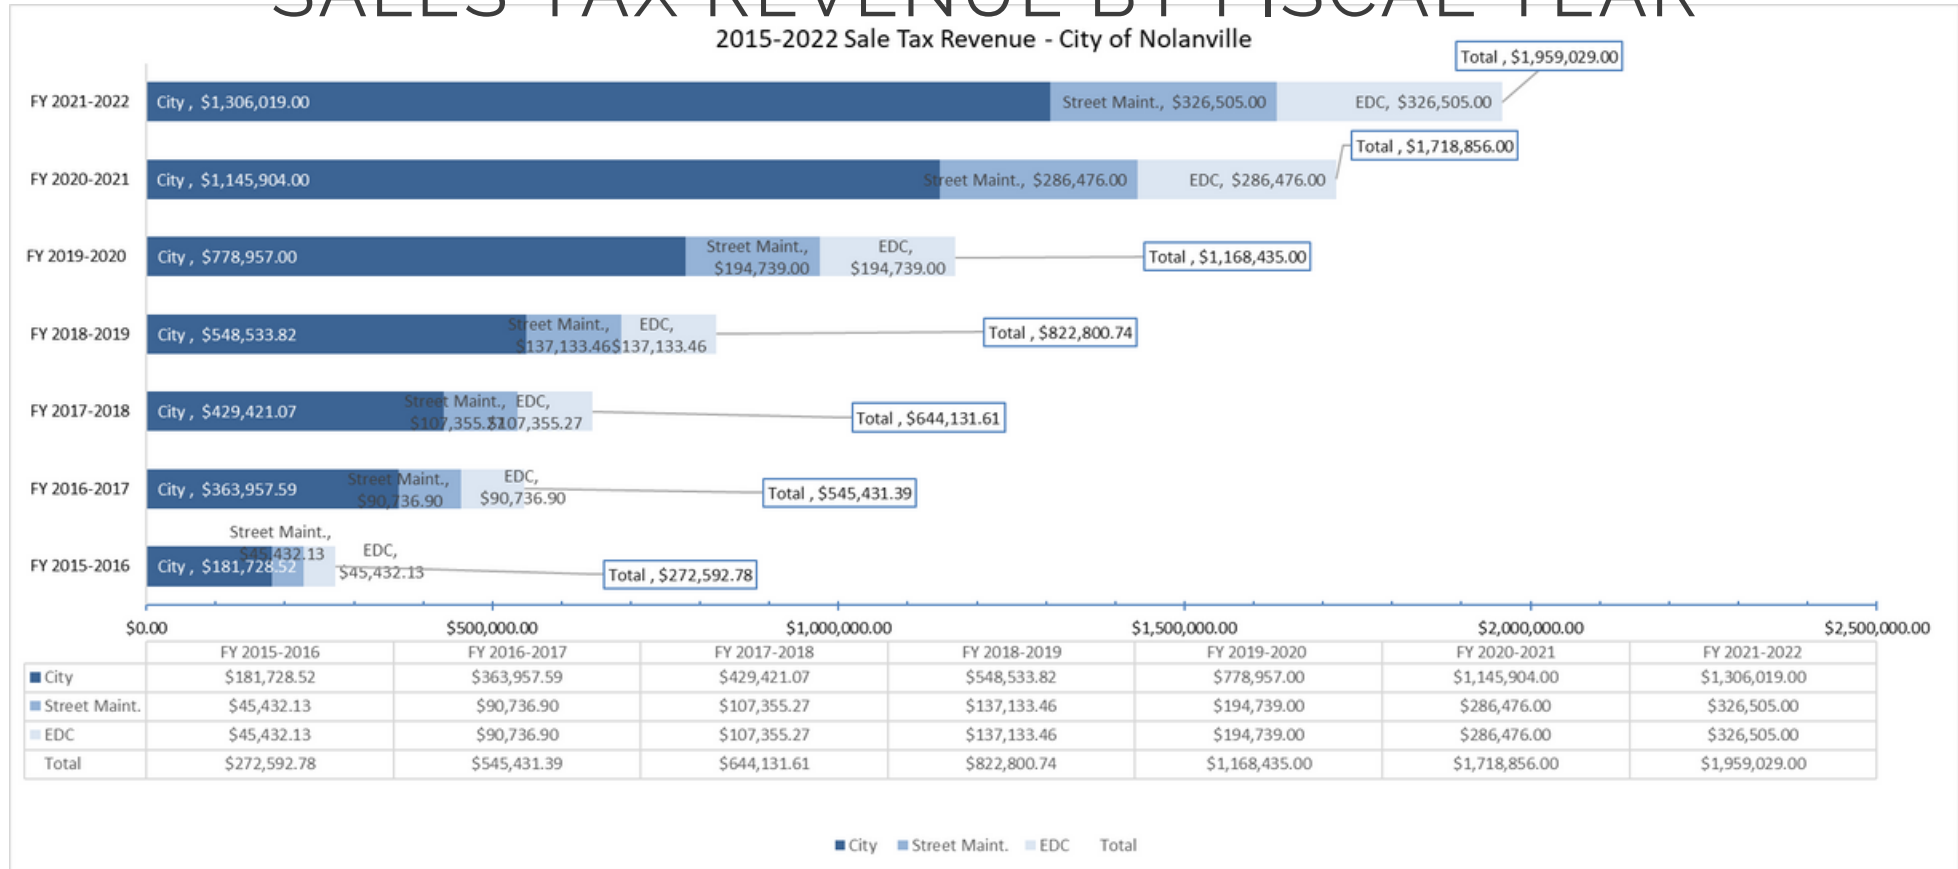 SALES TAX REVENUE BY FISCAL YEAR
2015-2022 Sale Tax Revenue - City of Nolanville
Total , $1,959,029.00
FY 2021-2022 City , $1,306,019.00 Street Maint., $326,505.00 EDC, $326,505.00
Total , $1,718,856.00
FY 2020-2021 City , $1,145,904.00 Street Maint., $286,476.00 EDC, $286,476.00
FY 2019-2020 City , $778,957.00 Street Maint., $194,739.00 EDC, $194,739.00 Total , $1,168,435.00
FY 2018-2019 City , $548,533.82 Street Maint., $137,133.46 EDC, $137,133.46 Total , $822,800.74
FY 2017-2018 City , $429,421.07 Street Maint., $107,355.27 EDC, $107,355.27 Total , $644,131.61
FY 2016-2017 City , $363,957.59 Street Maint., $90,736.90 EDC, $90,736.90 Total , $545,431.39
FY 2015-2016 City , $181,728.52 Street Maint., $45,432.13 EDC, $45,432.13 Total , $272,592.78
$0.00 $500,000.00 $1,000,000.00 $1,500,000.00 $2,000,000.00 $2,500,000.00
FY 2015-2016 FY 2016-2017 FY 2017-2018 FY 2018-2019 FY 2019-2020 FY 2020-2021 FY 2021-2022
City $181,728.52 $363,957.59 $429,421.07 $548,533.82 $778,957.00 $1,145,904.00 $1,306,019.00
Street Maint. $45,432.13 $90,736.90 $107,355.27 $137,133.46 $194,739.00 $286,476.00 $326,505.00
EDC $45,432.13 $90,736.90 $107,355.27 $137,133.46 $194,739.00 $286,476.00 $326,505.00
Total $272,592.78 $545,431.39 $644,131.61 $822,800.74 $1,168,435.00 $1,718,856.00 $1,959,029.00
City Street Maint. EDC Total